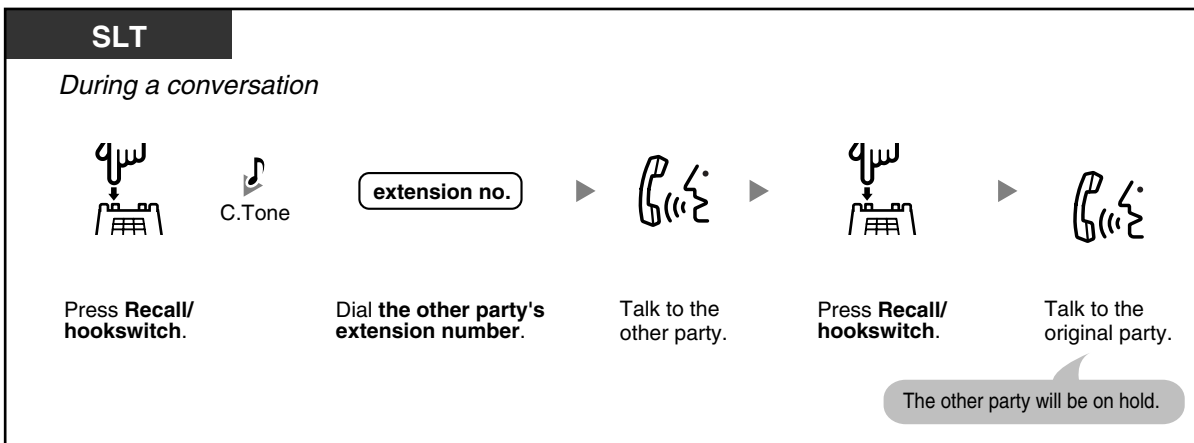 SLT
During a conversation
C.Tone
extension no.
Press Recall/
hookswitch.
Dial the other party's
extension number.
Talk to the
other party.
Press Recall/
hookswitch.
Talk to the
original party.
The other party will be on hold.